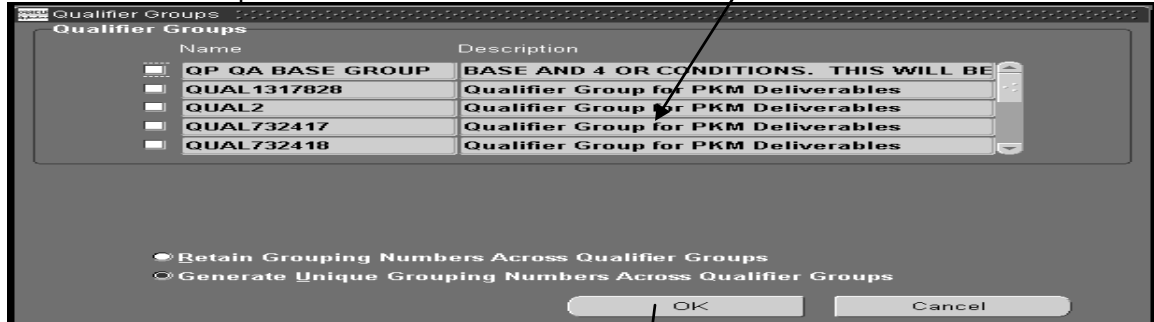 Qualifier Groups
Qualifier Groups
Name Description
QP QA BASE GROUP BASE AND 4 OR CONDITIONS. THIS WILL BE
QUAL1317828 Qualifier Group for PKM Deliverables
QUAL2 Qualifier Group for PKM Deliverables
QUAL732417 Qualifier Group for PKM Deliverables
QUAL732418 Qualifier Group for PKM Deliverables
Retain Grouping Numbers Across Qualifier Groups
Generate Unique Grouping Numbers Across Qualifier Groups
OK Cancel